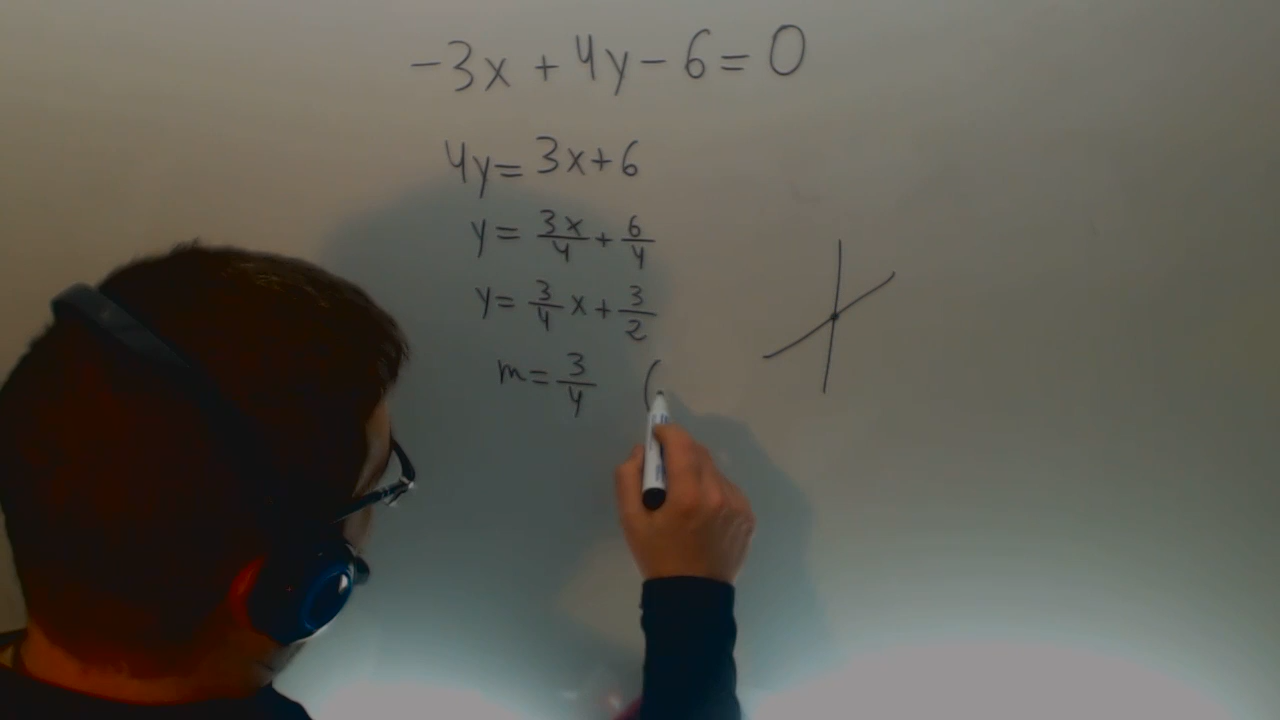 -3x + 4y - 6 = 0
4y = 3x + 6
y = 3x/4 + 6/4
y = 3/4 x + 3/2
m = 3/4 (